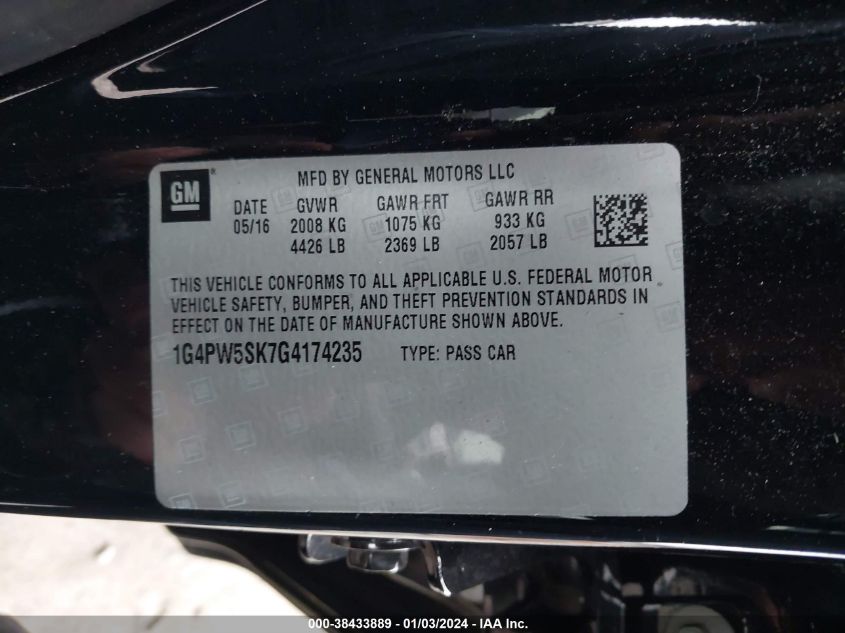 GM
MFD BY GENERAL MOTORS LLC
DATE GVWR GAWR FRT GAWR RR
05/16 2008 KG 1075 KG 933 KG
4426 LB 2369 LB 2057 LB
THIS VEHICLE CONFORMS TO ALL APPLICABLE U.S. FEDERAL MOTOR
VEHICLE SAFETY, BUMPER, AND THEFT PREVENTION STANDARDS IN
EFFECT ON THE DATE OF MANUFACTURE SHOWN ABOVE.
1G4PW5SK7G4174235 TYPE: PASS CAR
000-38433889 - 01/03/2024 - IAA Inc.